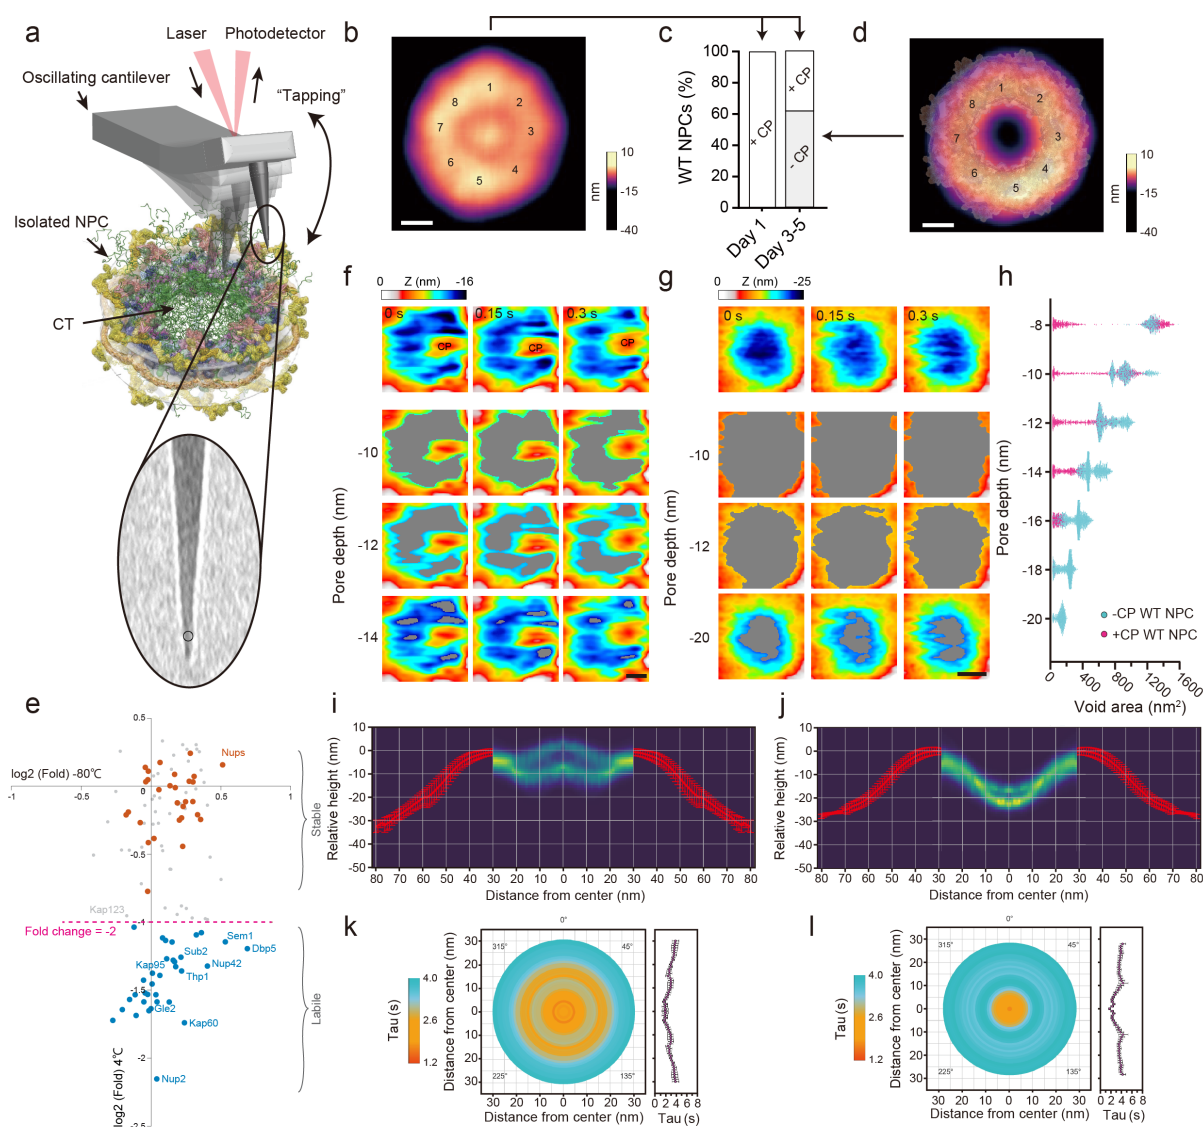 a
Laser
Photodetector
Oscillating cantilever
“Tapping”
Isolated NPC
CT
b
1
2
3
4
5
6
7
8
10
-15
-40
nm
c
WT NPCs (%)
100
80
60
40
20
0
+ CP
+ CP
- CP
Day 1
Day 3-5
d
1
2
3
4
5
6
7
8
10
-15
-40
nm
f
0 Z (nm) -16
0 s
0.15 s
0.3 s
CP
CP
CP
Pore depth (nm)
-10
-12
-14
g
0 Z (nm) -25
0 s
0.15 s
0.3 s
Pore depth (nm)
-10
-12
-20
h
Pore depth (nm)
-8
-10
-12
-14
-16
-18
-20
-CP WT NPC
+CP WT NPC
0 400 800 1200 1600
Void area (nm²)
e
0.5
Nups
log2 (Fold) -80℃
-1 -0.5 0 0.5 1
Stable
-0.5
Kap123
-1
Fold change = -2
Sem1
Sub2
Dbp5
Kap95
Nup42
Thp1
-1.5
Gle2
Kap60
Labile
-2
log2 (Fold) 4℃
Nup2
-2.5
i
Relative height (nm)
10
0
-10
-20
-30
-40
-50
80 70 60 50 40 30 20 10 0 10 20 30 40 50 60 70 80
Distance from center (nm)
j
Relative height (nm)
10
0
-10
-20
-30
-40
-50
80 70 60 50 40 30 20 10 0 10 20 30 40 50 60 70 80
Distance from center (nm)
k
Tau (s)
4.0
2.6
1.2
Distance from center (nm)
30
20
10
0
10
20
30
0°
315°
45°
225°
135°
30 20 10 0 10 20 30
Distance from center (nm)
0 2 4 6 8
Tau (s)
l
Tau (s)
4.0
2.6
1.2
Distance from center (nm)
30
20
10
0
10
20
30
0°
315°
45°
225°
135°
30 20 10 0 10 20 30
Distance from center (nm)
0 2 4 6 8
Tau (s)